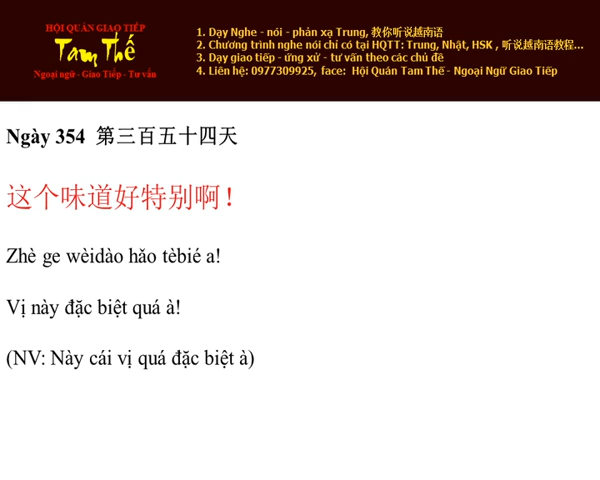 HỘI QUÁN GIAO TIẾP
Tam Thế
Ngoại ngữ - Giao Tiếp - Tư vấn
1. Dạy Nghe - nói - phản xạ Trung, 教你听说越南语
2. Chương trình nghe nói chỉ có tại HQTT: Trung, Nhật, HSK , 听说越南语教程...
3. Dạy giao tiếp - ứng xử - tư vấn theo các chủ đề
4. Liên hệ: 0977309925, face: Hội Quán Tam Thế - Ngoại Ngữ Giao Tiếp
Ngày 354 第三百五十四天
这个味道好特别啊！
Zhè ge wèidào hǎo tèbié a!
Vị này đặc biệt quá à!
(NV: Này cái vị quá đặc biệt à)